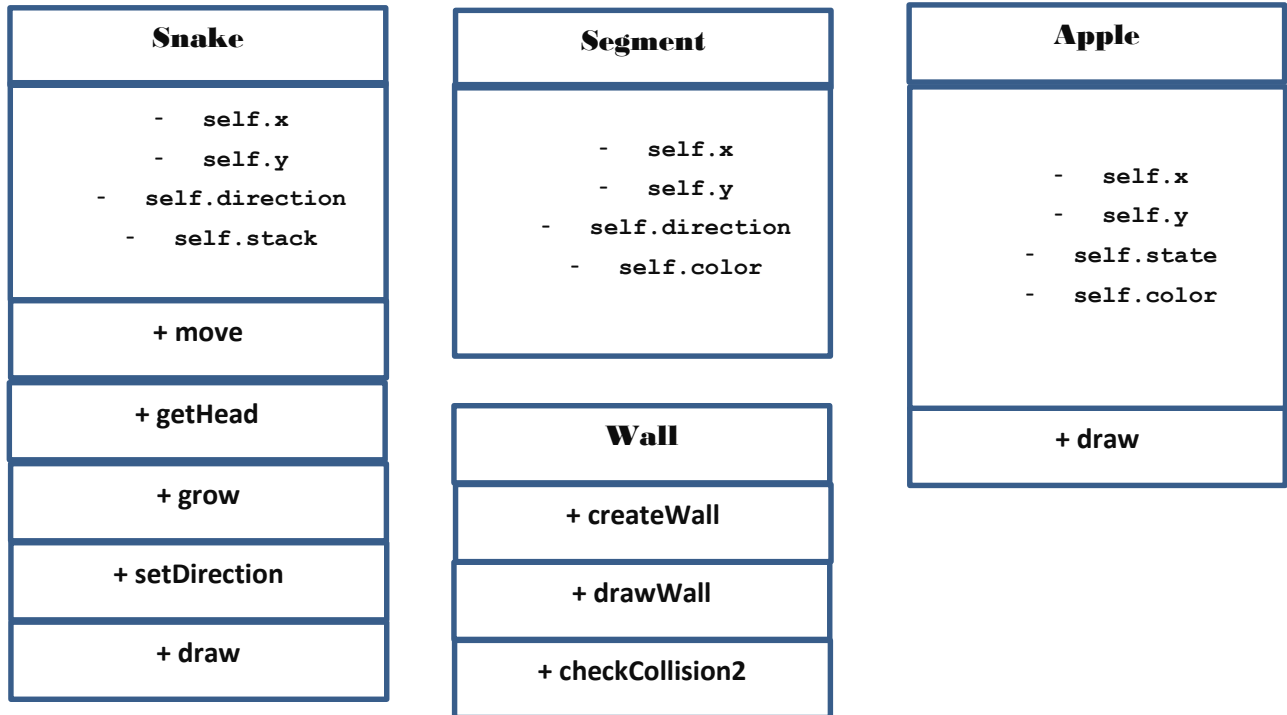 Snake
- self.x
- self.y
- self.direction
- self.stack
+ move
+ getHead
+ grow
+ setDirection
+ draw
Segment
- self.x
- self.y
- self.direction
- self.color
Wall
+ createWall
+ drawWall
+ checkCollision2
Apple
- self.x
- self.y
- self.state
- self.color
+ draw